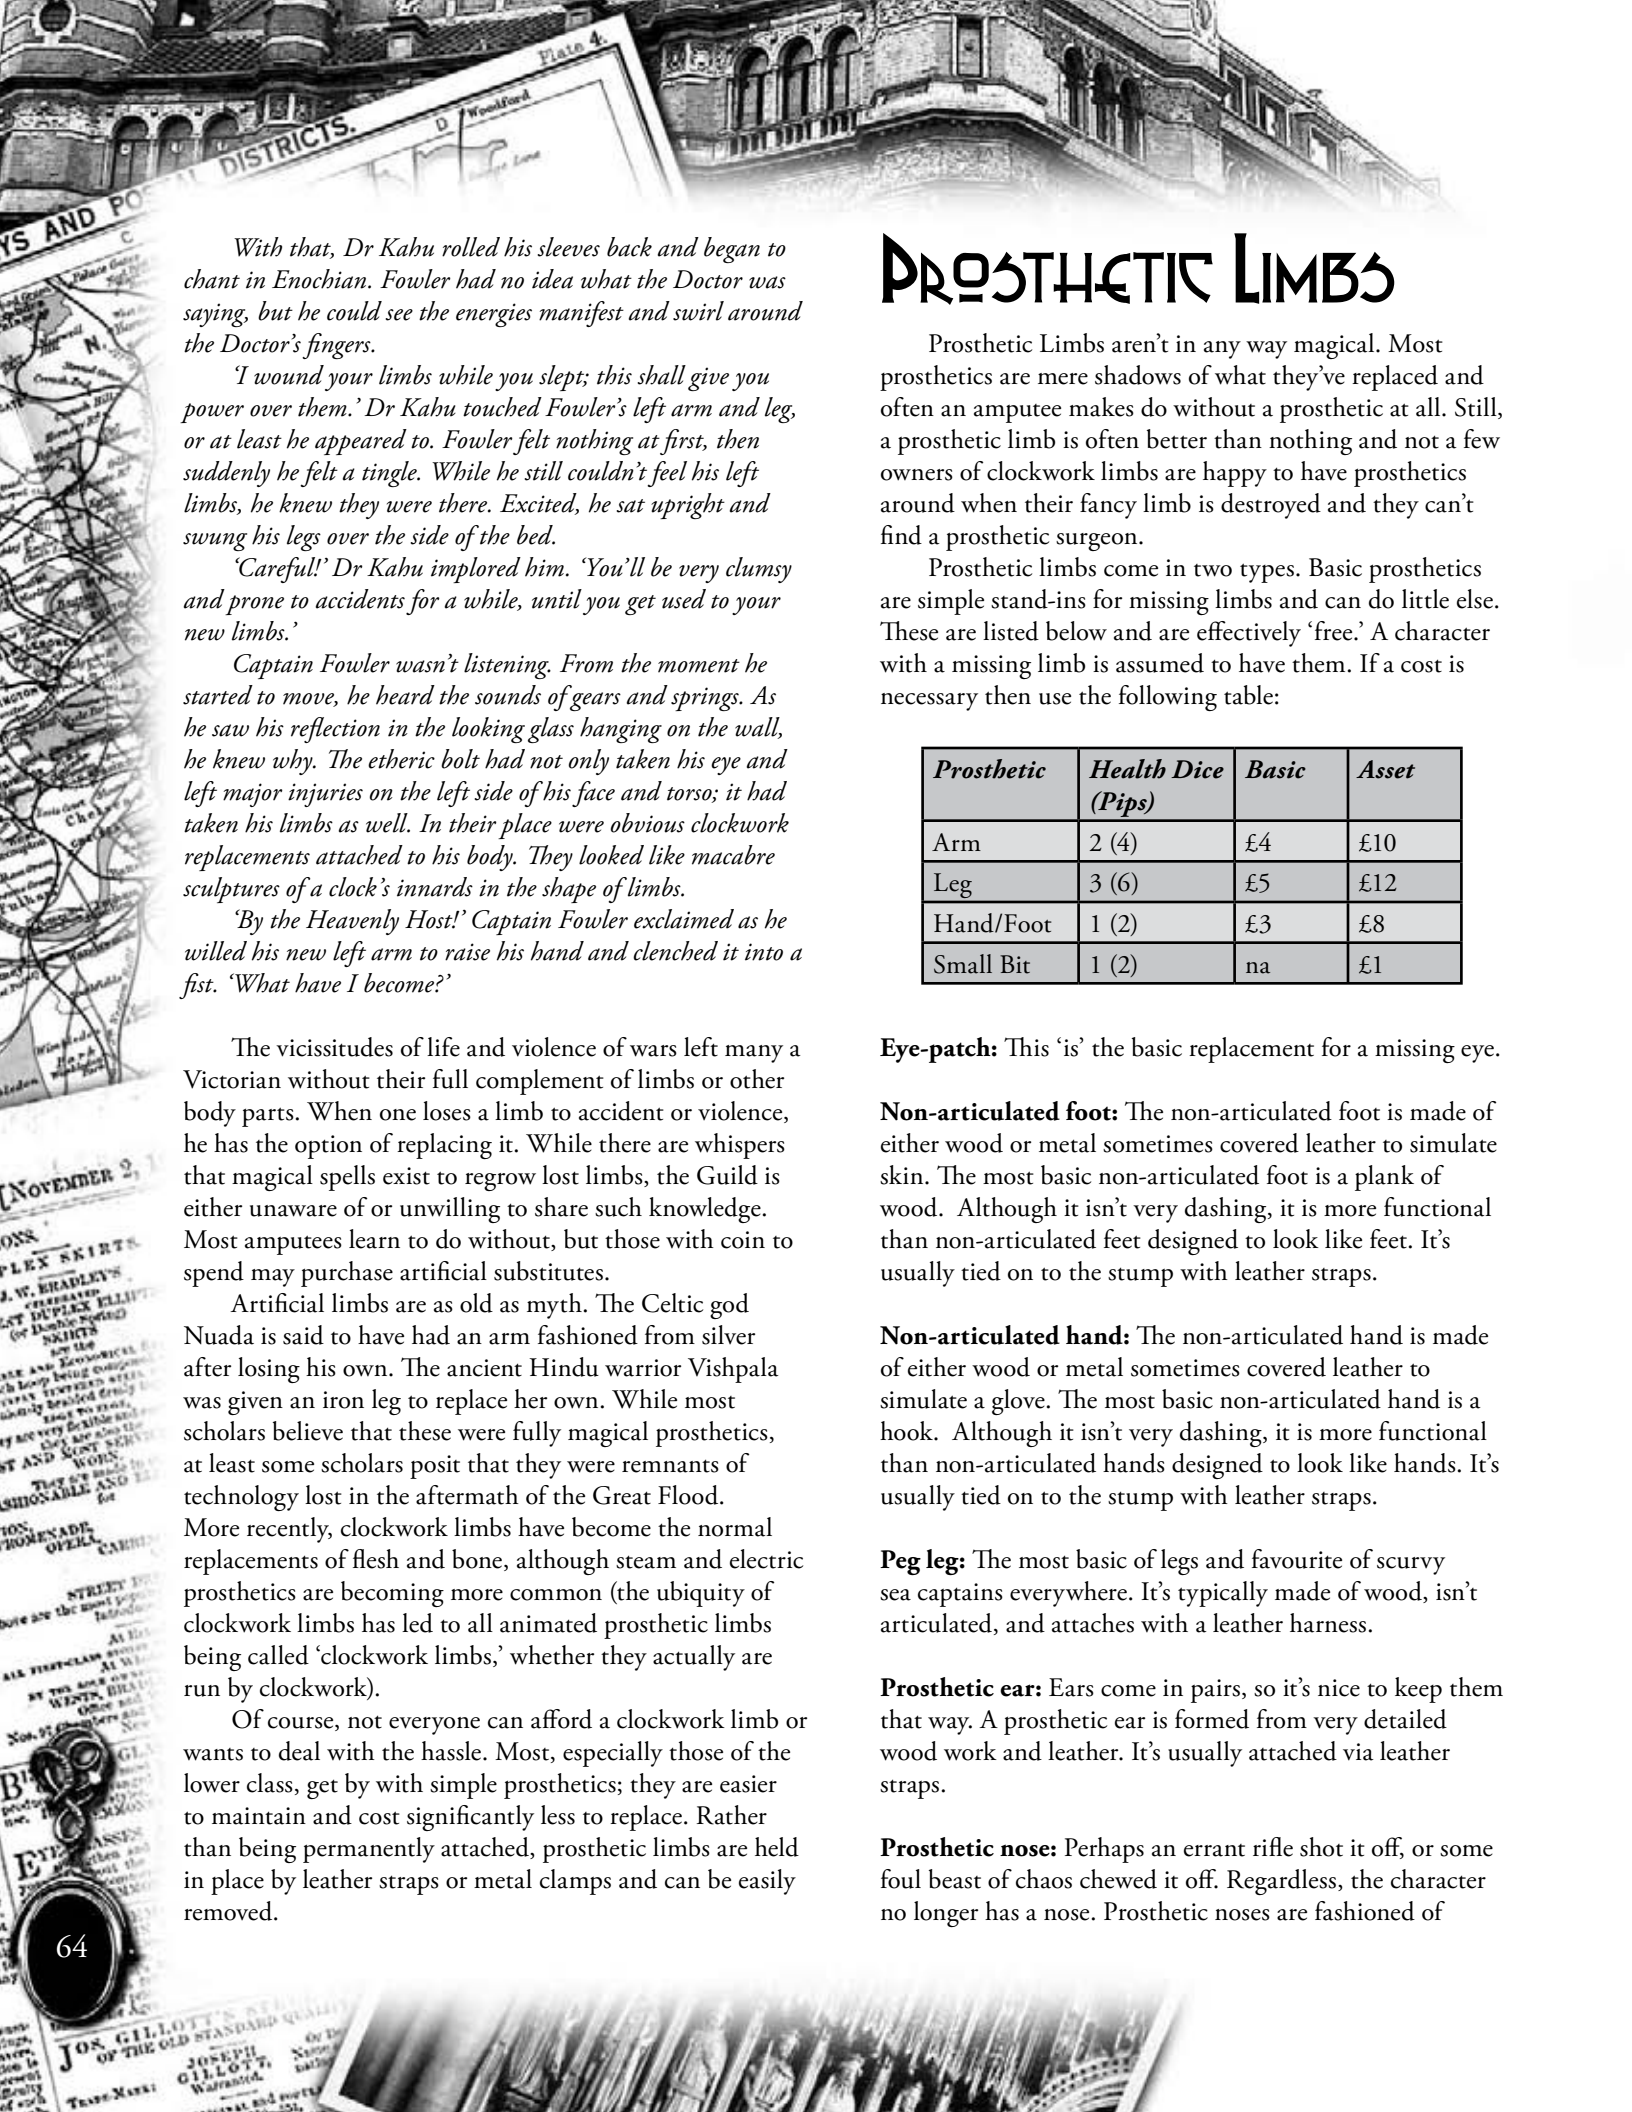 Plate 4.
Woodford
D
DISTRICTS.
YS AND PO
C
N.
[NOVEMBER 2,
PLEX SKIRTS
With that, Dr Kahu rolled his sleeves back and began to
chant in Enochian. Fowler had no idea what the Doctor was
saying, but he could see the energies manifest and swirl around
the Doctor’s fingers.
‘I wound your limbs while you slept; this shall give you
power over them.’ Dr Kahu touched Fowler’s left arm and leg,
or at least he appeared to. Fowler felt nothing at first, then
suddenly he felt a tingle. While he still couldn’t feel his left
limbs, he knew they were there. Excited, he sat upright and
swung his legs over the side of the bed.
‘Careful!’ Dr Kahu implored him. ‘You’ll be very clumsy
and prone to accidents for a while, until you get used to your
new limbs.’
Captain Fowler wasn’t listening. From the moment he
started to move, he heard the sounds of gears and springs. As
he saw his reflection in the looking glass hanging on the wall,
he knew why. The etheric bolt had not only taken his eye and
left major injuries on the left side of his face and torso; it had
taken his limbs as well. In their place were obvious clockwork
replacements attached to his body. They looked like macabre
sculptures of a clock’s innards in the shape of limbs.
‘By the Heavenly Host!’ Captain Fowler exclaimed as he
willed his new left arm to raise his hand and clenched it into a
fist. ‘What have I become?’
The vicissitudes of life and violence of wars left many a
Victorian without their full complement of limbs or other
body parts. When one loses a limb to accident or violence,
he has the option of replacing it. While there are whispers
that magical spells exist to regrow lost limbs, the Guild is
either unaware of or unwilling to share such knowledge.
Most amputees learn to do without, but those with coin to
spend may purchase artificial substitutes.
Artificial limbs are as old as myth. The Celtic god
Nuada is said to have had an arm fashioned from silver
after losing his own. The ancient Hindu warrior Vishpala
was given an iron leg to replace her own. While most
scholars believe that these were fully magical prosthetics,
at least some scholars posit that they were remnants of
technology lost in the aftermath of the Great Flood.
More recently, clockwork limbs have become the normal
replacements of flesh and bone, although steam and electric
prosthetics are becoming more common (the ubiquity of
clockwork limbs has led to all animated prosthetic limbs
being called ‘clockwork limbs,’ whether they actually are
run by clockwork).
Of course, not everyone can afford a clockwork limb or
wants to deal with the hassle. Most, especially those of the
lower class, get by with simple prosthetics; they are easier
to maintain and cost significantly less to replace. Rather
than being permanently attached, prosthetic limbs are held
in place by leather straps or metal clamps and can be easily
removed.
Prosthetic Limbs
Prosthetic Limbs aren’t in any way magical. Most
prosthetics are mere shadows of what they’ve replaced and
often an amputee makes do without a prosthetic at all. Still,
a prosthetic limb is often better than nothing and not a few
owners of clockwork limbs are happy to have prosthetics
around when their fancy limb is destroyed and they can’t
find a prosthetic surgeon.
Prosthetic limbs come in two types. Basic prosthetics
are simple stand-ins for missing limbs and can do little else.
These are listed below and are effectively ‘free.’ A character
with a missing limb is assumed to have them. If a cost is
necessary then use the following table:
Prosthetic Health Dice (Pips) Basic Asset
Arm 2 (4) £4 £10
Leg 3 (6) £5 £12
Hand/Foot 1 (2) £3 £8
Small Bit 1 (2) na £1
Eye-patch: This ‘is’ the basic replacement for a missing eye.
Non-articulated foot: The non-articulated foot is made of
either wood or metal sometimes covered leather to simulate
skin. The most basic non-articulated foot is a plank of
wood. Although it isn’t very dashing, it is more functional
than non-articulated feet designed to look like feet. It’s
usually tied on to the stump with leather straps.
Non-articulated hand: The non-articulated hand is made
of either wood or metal sometimes covered leather to
simulate a glove. The most basic non-articulated hand is a
hook. Although it isn’t very dashing, it is more functional
than non-articulated hands designed to look like hands. It’s
usually tied on to the stump with leather straps.
Peg leg: The most basic of legs and favourite of scurvy
sea captains everywhere. It’s typically made of wood, isn’t
articulated, and attaches with a leather harness.
Prosthetic ear: Ears come in pairs, so it’s nice to keep them
that way. A prosthetic ear is formed from very detailed
wood work and leather. It’s usually attached via leather
straps.
Prosthetic nose: Perhaps an errant rifle shot it off, or some
foul beast of chaos chewed it off. Regardless, the character
no longer has a nose. Prosthetic noses are fashioned of
64
JOS. GILLOTT'S
OF THE OLD STANDARD
JOSEPH
GILLOTT,
Warranted.
TRADE-MARK: